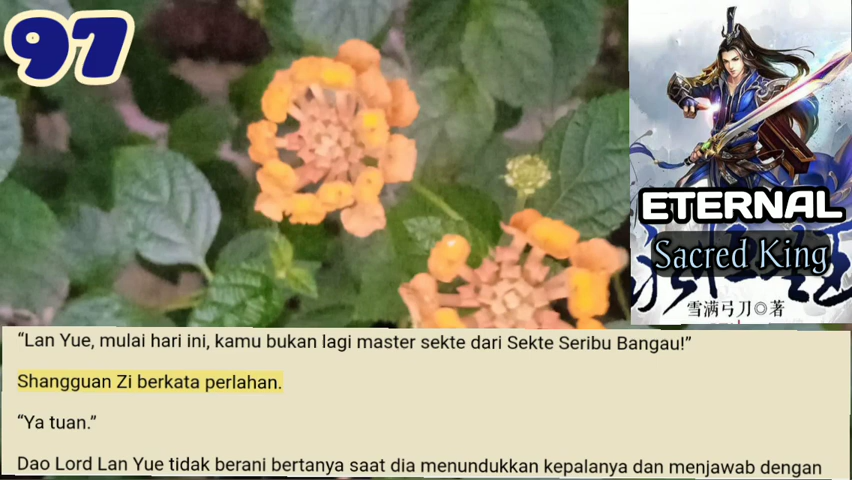 97
ETERNAL
Sacred King
雪满弓刀◎著
“Lan Yue, mulai hari ini, kamu bukan lagi master sekte dari Sekte Seribu Bangau!”
Shangguan Zi berkata perlahan.
“Ya tuan.”
Dao Lord Lan Yue tidak berani bertanya saat dia menundukkan kepalanya dan menjawab dengan